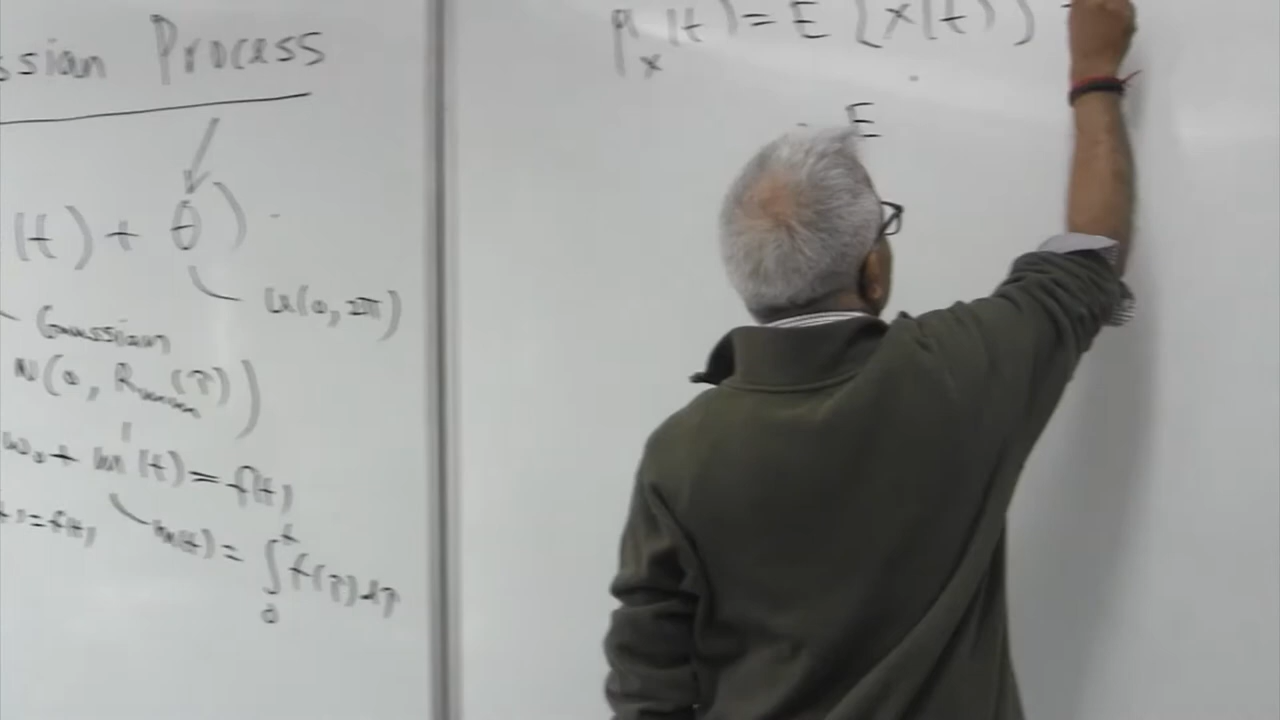 ssian Process
(t) + θ)
U(0, 2π)
Gaussian
N(0, R (τ))
ω₀ + m'(t) = f(t)
t) = f(t)
m(t) = ∫₀ᵗ f(τ) dτ
μₓ(t) = E {X(t)}
E